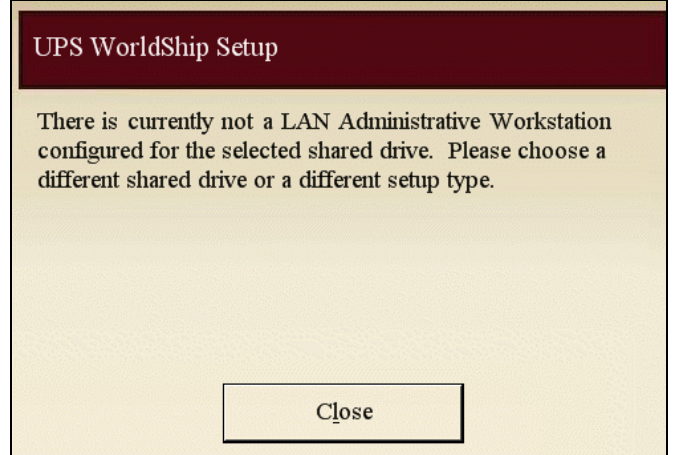 UPS WorldShip Setup
There is currently not a LAN Administrative Workstation
configured for the selected shared drive. Please choose a
different shared drive or a different setup type.
Close